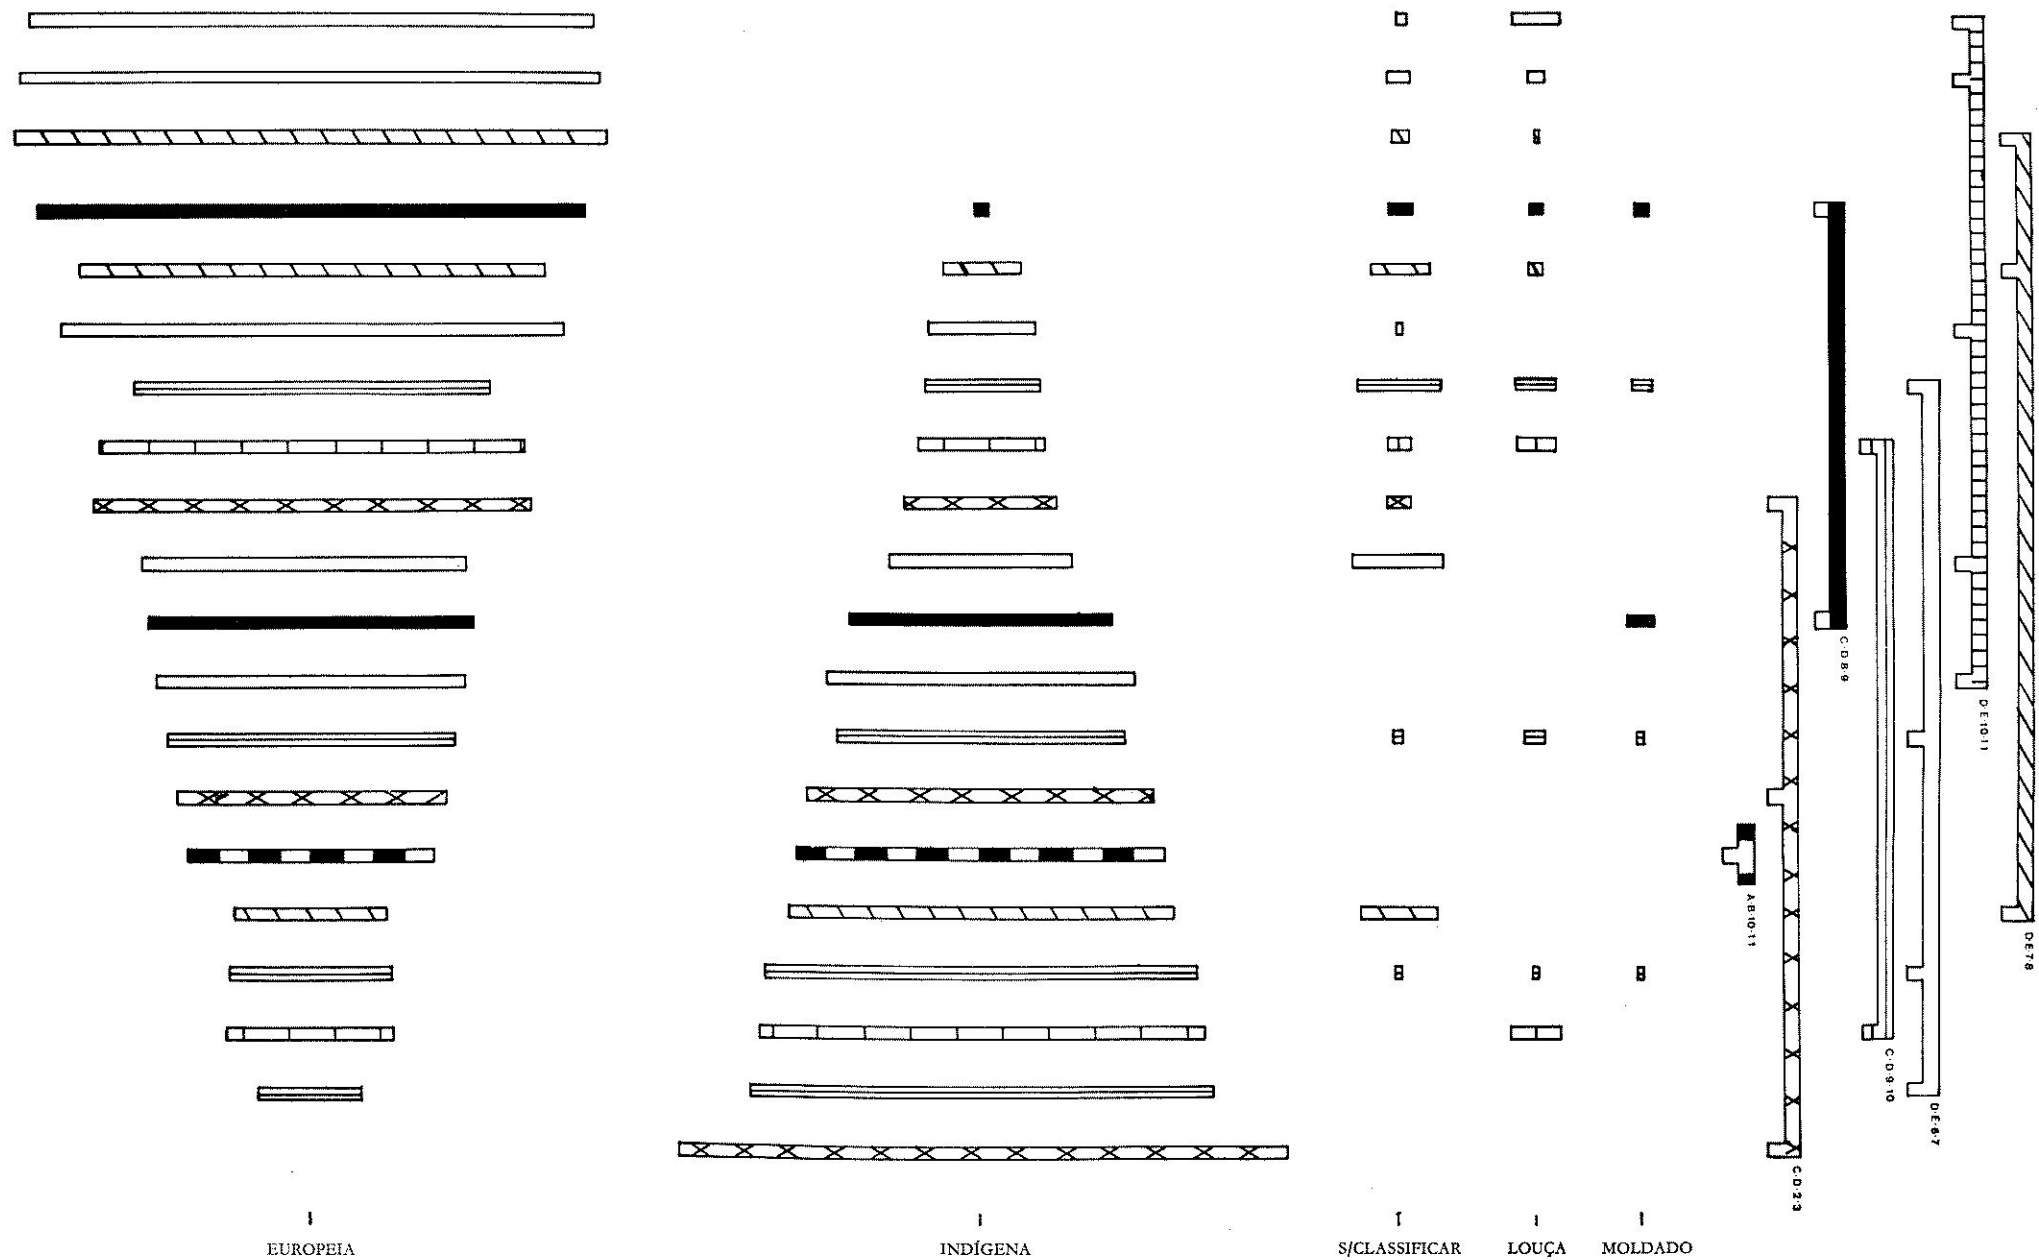 C·D·8·9
D·E·10·11
A·B·10·11
D·E·7·8
C·D·9·10
D·E·6·7
C·D·2·3
EUROPEIA INDÍGENA S/CLASSIFICAR LOUÇA MOLDADO